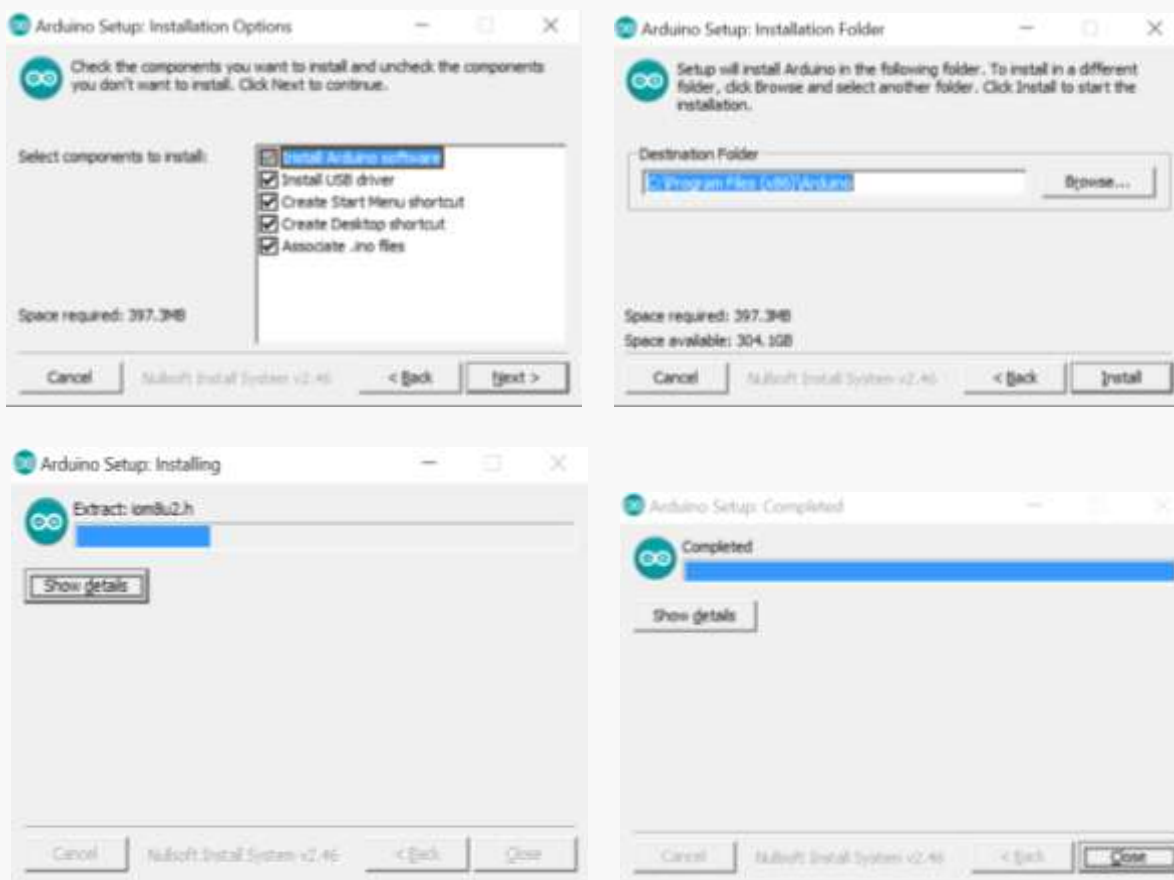 Arduino Setup: Installation Options
Check the components you want to install and uncheck the components
you don't want to install. Click Next to continue.
Select components to install:
Install Arduino software
Install USB driver
Create Start Menu shortcut
Create Desktop shortcut
Associate .ino files
Space required: 397.3MB
Cancel
Nullsoft Install System v2.46
< Back
Next >
Arduino Setup: Installation Folder
Setup will install Arduino in the following folder. To install in a different
folder, click Browse and select another folder. Click Install to start the
installation.
Destination Folder
C:\Program Files (x86)\Arduino
Browse...
Space required: 397.3MB
Space available: 304.1GB
Cancel
Nullsoft Install System v2.46
< Back
Install
Arduino Setup: Installing
Extract: iom8u2.h
Show details
Cancel
Nullsoft Install System v2.46
< Back
Close
Arduino Setup: Completed
Completed
Show details
Cancel
Nullsoft Install System v2.46
< Back
Close